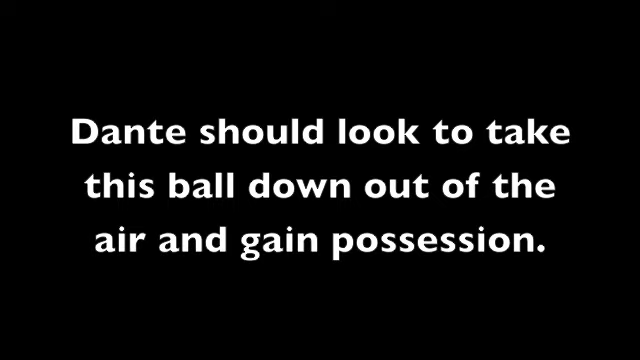 Dante should look to take
this ball down out of the
air and gain possession.